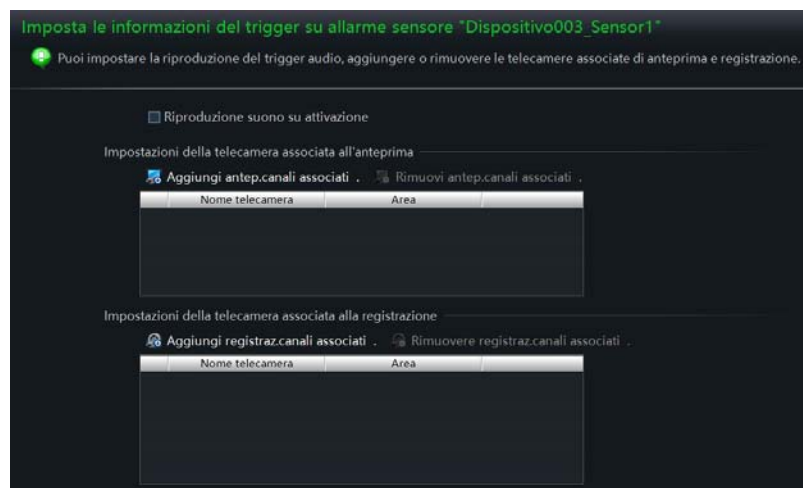 Imposta le informazioni del trigger su allarme sensore "Dispositivo003_Sensor1"
Puoi impostare la riproduzione del trigger audio, aggiungere o rimuovere le telecamere associate di anteprima e registrazione.
Riproduzione suono su attivazione
Impostazioni della telecamera associata all'anteprima
Aggiungi antep.canali associati . Rimuovi antep.canali associati .
Nome telecamera Area
Impostazioni della telecamera associata alla registrazione
Aggiungi registraz.canali associati . Rimuovere registraz.canali associati .
Nome telecamera Area